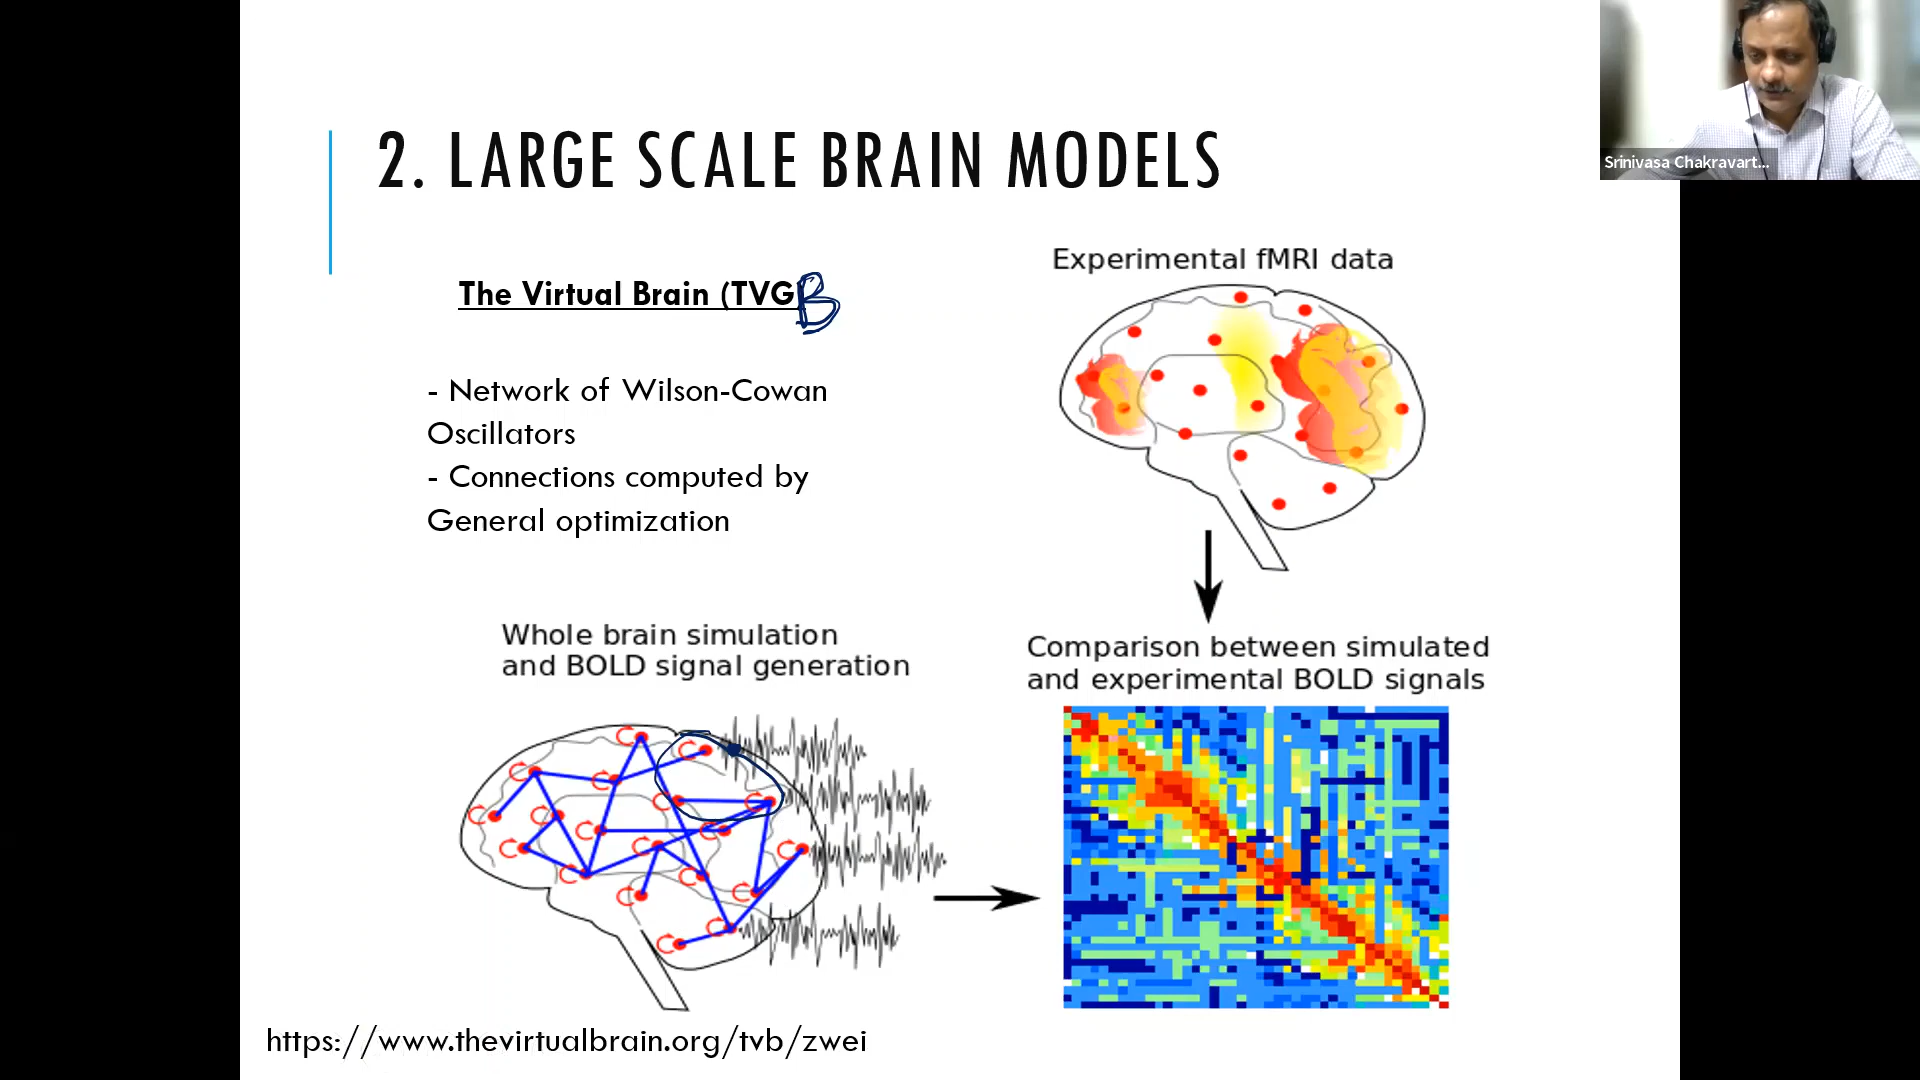 2. LARGE SCALE BRAIN MODELS
Srinivasa Chakravart...
The Virtual Brain (TVG)
B
- Network of Wilson-Cowan
Oscillators
- Connections computed by
General optimization
Experimental fMRI data
Whole brain simulation
and BOLD signal generation
Comparison between simulated
and experimental BOLD signals
https://www.thevirtualbrain.org/tvb/zwei